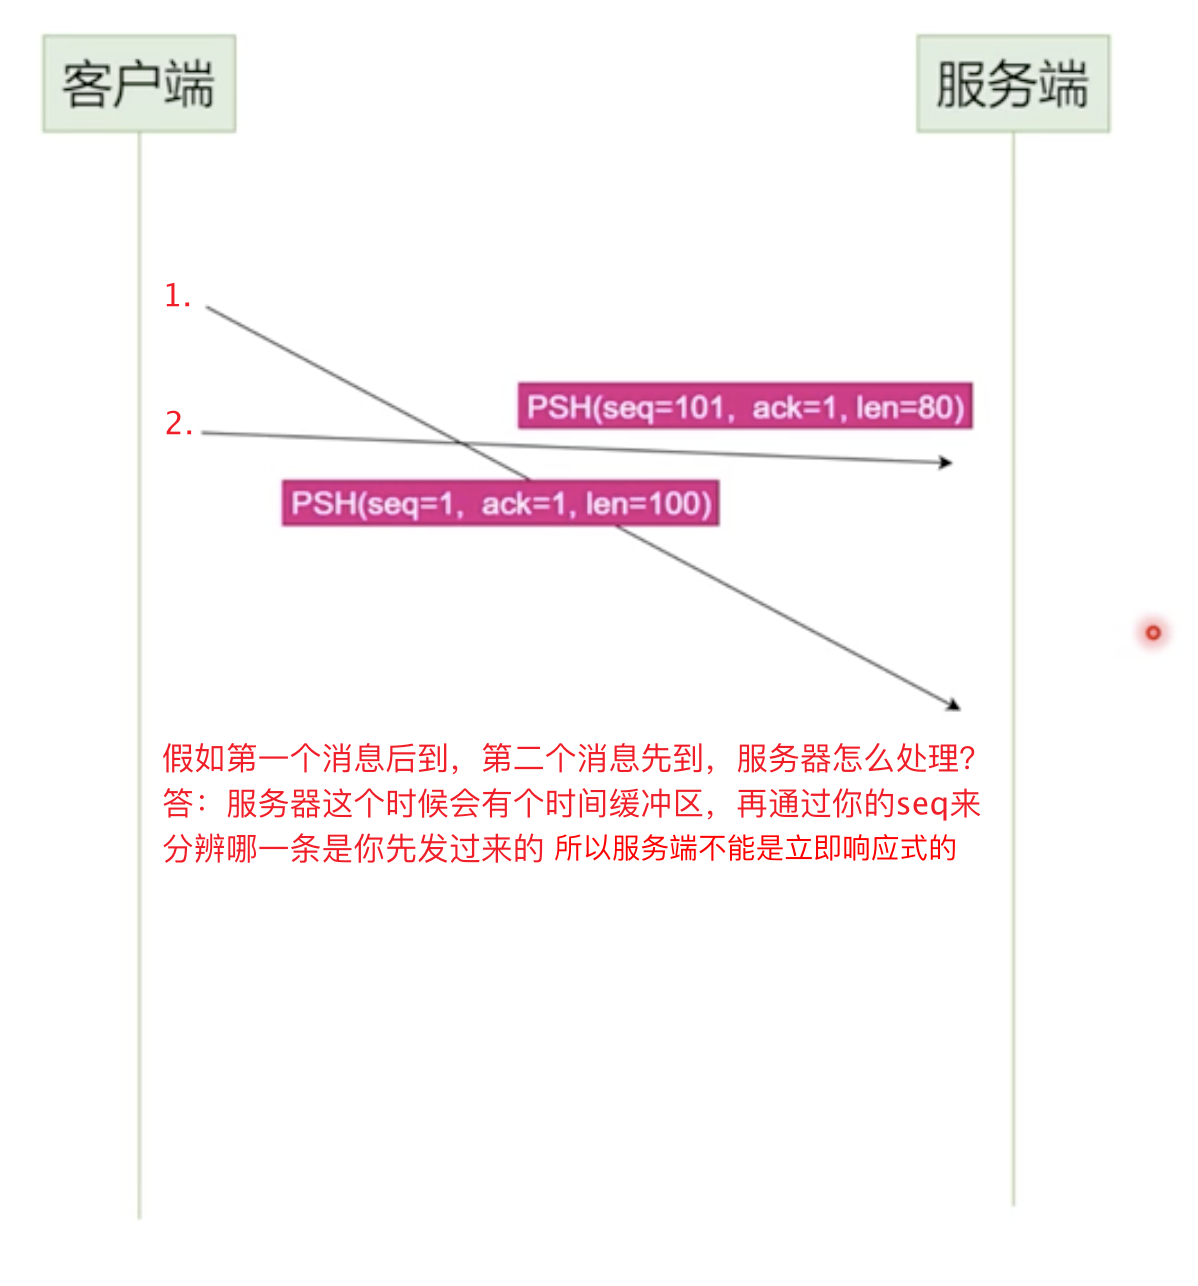 客户端
服务端
1.
2.
PSH(seq=101, ack=1, len=80)
PSH(seq=1, ack=1, len=100)
假如第一个消息后到，第二个消息先到，服务器怎么处理？
答：服务器这个时候会有个时间缓冲区，再通过你的seq来
分辨哪一条是你先发过来的 所以服务端不能是立即响应式的